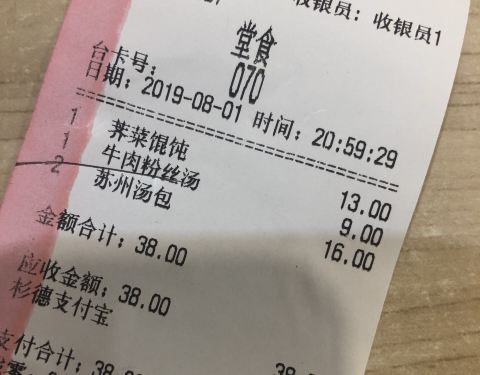 收银员: 收银员1
堂食
台卡号: 070
日期: 2019-08-01 时间: 20:59:29
================================
1 荠菜馄饨 13.00
1 牛肉粉丝汤 9.00
2 苏州汤包 16.00
金额合计: 38.00
应收金额: 38.00
杉德支付宝
支付合计: 38